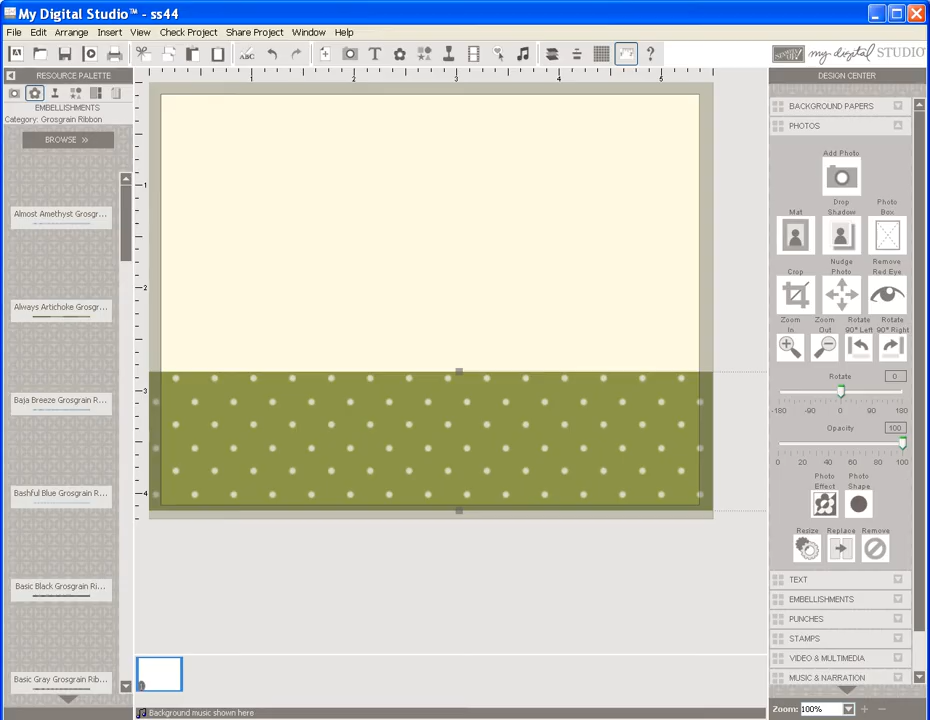 My Digital Studio™ - ss44
File Edit Arrange Insert View Check Project Share Project Window Help
ABC
my digital STUDIO
RESOURCE PALETTE
EMBELLISHMENTS
Category: Grosgrain Ribbon
BROWSE >>
Almost Amethyst Grosgr...
Always Artichoke Grosgr...
Baja Breeze Grosgrain R...
Bashful Blue Grosgrain R...
Basic Black Grosgrain Ri...
Basic Gray Grosgrain Rib...
2 3 4 5
1
2
3
4
DESIGN CENTER
BACKGROUND PAPERS
PHOTOS
Add Photo
Mat
Drop Shadow
Photo Box
Crop
Nudge Photo
Remove Red Eye
Zoom In
Zoom Out
Rotate 90° Left
Rotate 90° Right
Rotate 0
-180 -90 0 90 180
Opacity 100
0 20 40 60 80 100
Photo Effect
Photo Shape
Resize Replace Remove
TEXT
EMBELLISHMENTS
PUNCHES
STAMPS
VIDEO & MULTIMEDIA
MUSIC & NARRATION
Background music shown here
Zoom: 100%